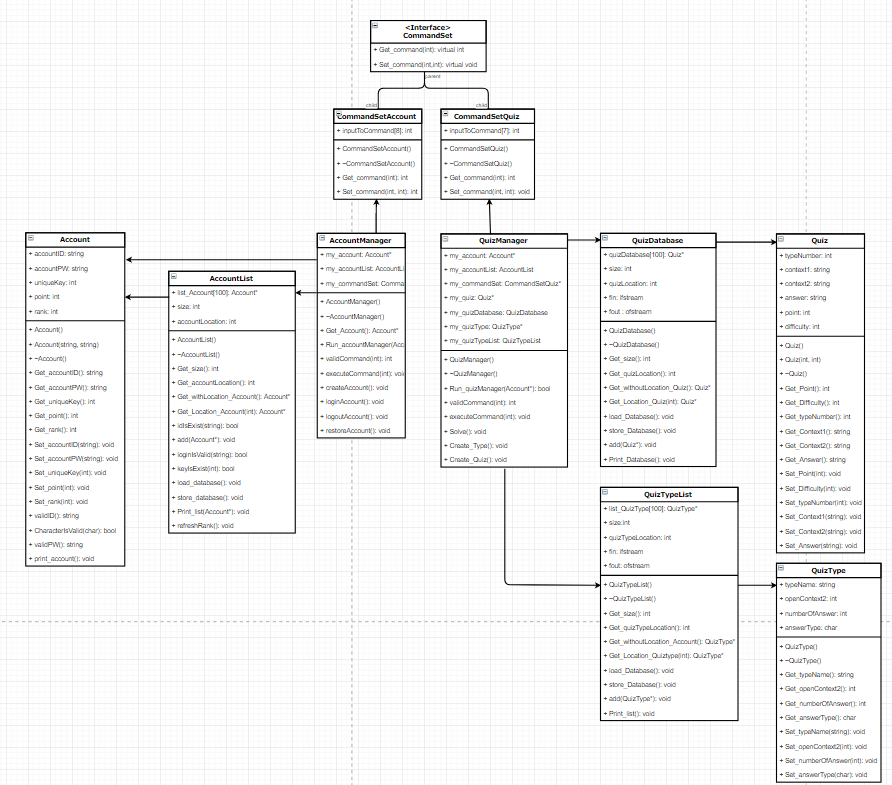 <Interface>
CommandSet
+ Get_command(int): virtual int
+ Set_command(int,int): virtual void
parent
child
child
CommandSetAccount
+ inputToCommand[8]: int
+ CommandSetAccount()
+ ~CommandSetAccount()
+ Get_command(int): int
+ Set_command(int, int): int
CommandSetQuiz
+ inputToCommand[7]: int
+ CommandSetQuiz()
+ ~CommandSetQuiz()
+ Get_command(int): int
+ Set_command(int, int): void
Account
+ accountID: string
+ accountPW: string
+ uniqueKey: int
+ point: int
+ rank: int
+ Account()
+ Account(string, string)
+ ~Account()
+ Get_accountID(): string
+ Get_accountPW(): string
+ Get_uniqueKey(): int
+ Get_point(): int
+ Get_rank(): int
+ Set_accountID(string): void
+ Set_accountPW(string): void
+ Set_uniqueKey(int): void
+ Set_point(int): void
+ Set_rank(int): void
+ validID(): string
+ CharacterIsValid(char): bool
+ validPW(): string
+ print_account(): void
AccountList
+ list_Account[100]: Account*
+ size: int
+ accountLocation: int
+ AccountList()
+ ~AccountList()
+ Get_size(): int
+ Get_accountLocation(): int
+ Get_withLocation_Account(): Account*
+ Get_Location_Account(int): Account*
+ idIsExist(string): bool
+ add(Account*): void
+ loginIsValid(string): bool
+ keyIsExist(int): bool
+ load_database(): void
+ store_database(): void
+ Print_list(Account*): void
+ refreshRank(): void
AccountManager
+ my_account: Account*
+ my_accountList: AccountLi
+ my_commandSet: Comma
+ AccountManager()
+ ~AccountManager()
+ Get_Account(): Account*
+ Run_accountManager(Acc
+ validCommand(int): int
+ executeCommand(int): voi
+ createAccount(): void
+ loginAccount(): void
+ logoutAccount(): void
+ restoreAccount(): void
QuizManager
+ my_account: Account*
+ my_accountList: AccountList
+ my_commandSet: CommandSetQuiz*
+ my_quiz: Quiz*
+ my_quizDatabase: QuizDatabase
+ my_quizType: QuizType*
+ my_quizTypeList: QuizTypeList
+ QuizManager()
+ ~QuizManager()
+ Run_quizManager(Account*): bool
+ validCommand(int): int
+ executeCommand(int): void
+ Solve(): void
+ Create_Type(): void
+ Create_Quiz(): void
QuizDatabase
+ quizDatabase[100]: Quiz*
+ size: int
+ quizLocation: int
+ fin: ifstream
+ fout : ofstream
+ QuizDatabase()
+ ~QuizDatabase()
+ Get_size(): int
+ Get_quizLocation(): int
+ Get_withoutLocation_Quiz(): Quiz*
+ Get_Location_Quiz(int): Quiz*
+ load_Database(): void
+ store_Database(): void
+ add(Quiz*): void
+ Print_Database(): void
Quiz
+ typeNumber: int
+ context1: string
+ context2: string
+ answer: string
+ point: int
+ difficulty: int
+ Quiz()
+ Quiz(int, int)
+ ~Quiz()
+ Get_Point(): int
+ Get_Difficulty(): int
+ Get_typeNumber(): int
+ Get_Context1(): string
+ Get_Context2(): string
+ Get_Answer(): string
+ Set_Point(int): void
+ Set_Difficulty(int): void
+ Set_typeNumber(int): void
+ Set_Context1(string): void
+ Set_Context2(string): void
+ Set_Answer(string): void
QuizTypeList
+ list_QuizType[100]: QuizType*
+ size:int
+ quizTypeLocation: int
+ fin: ifstream
+ fout: ofstream
+ QuizTypeList()
+ ~QuizTypeList()
+ Get_size(): int
+ Get_quizTypeLocation(): int
+ Get_withoutLocation_Account(): QuizType*
+ Get_Location_Quiztype(int): QuizType*
+ load_Database(): void
+ store_Database(): void
+ add(QuizType*): void
+ Print_list(): void
QuizType
+ typeName: string
+ openContext2: int
+ numberOfAnswer: int
+ answerType: char
+ QuizType()
+ ~QuizType()
+ Get_typeName(): string
+ Get_openContext2(): int
+ Get_numberOfAnswer(): int
+ Get_answerType(): char
+ Set_typeName(string): void
+ Set_openContext2(int): void
+ Set_numberOfAnswer(int): void
+ Set_answerType(char): void